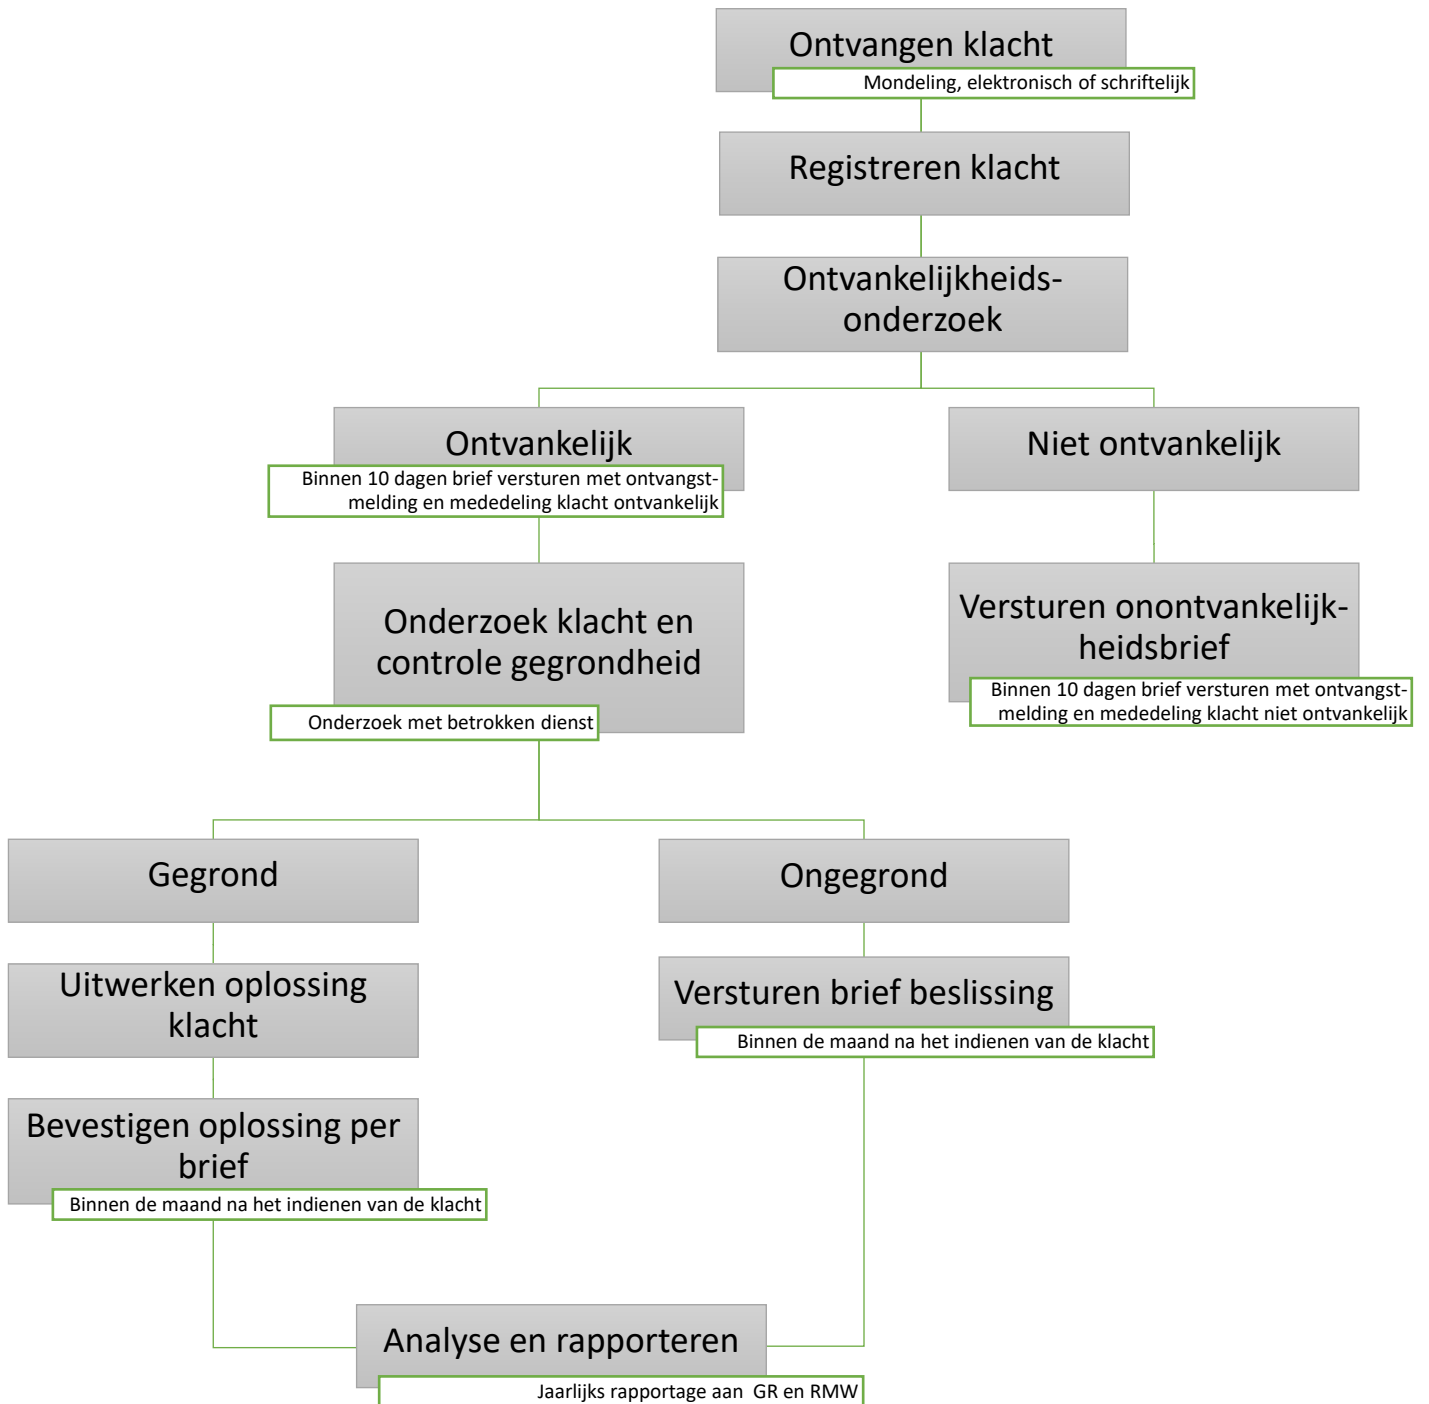 Ontvangen klacht
Mondeling, elektronisch of schriftelijk
Registreren klacht
Ontvankelijkheids-
onderzoek
Ontvankelijk
Binnen 10 dagen brief versturen met ontvangst-
melding en mededeling klacht ontvankelijk
Niet ontvankelijk
Onderzoek klacht en
controle gegrondheid
Onderzoek met betrokken dienst
Versturen onontvankelijk-
heidsbrief
Binnen 10 dagen brief versturen met ontvangst-
melding en mededeling klacht niet ontvankelijk
Gegrond
Ongegrond
Uitwerken oplossing
klacht
Versturen brief beslissing
Binnen de maand na het indienen van de klacht
Bevestigen oplossing per
brief
Binnen de maand na het indienen van de klacht
Analyse en rapporteren
Jaarlijks rapportage aan  GR en RMW